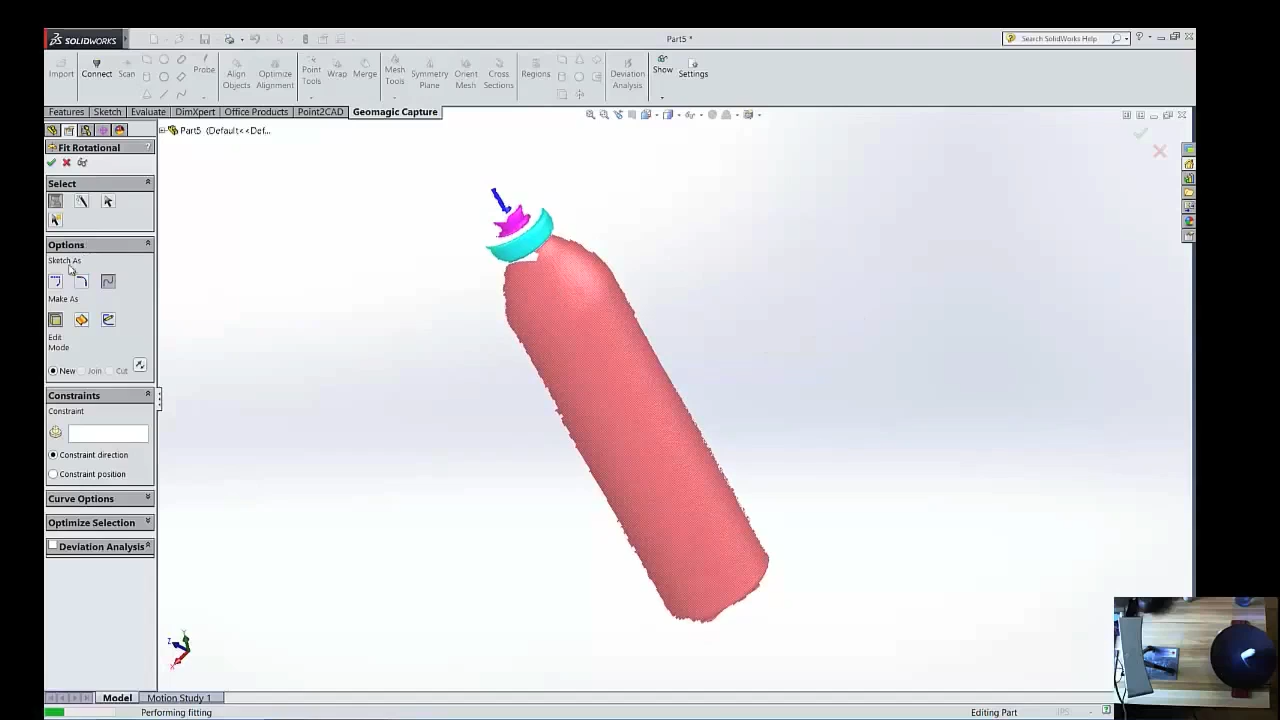 SOLIDWORKS
Part5 *
Search SolidWorks Help
Import
Connect
Scan
Probe
Align Objects
Optimize Alignment
Point Tools
Wrap
Merge
Mesh Tools
Symmetry Plane
Orient Mesh
Cross Sections
Regions
Deviation Analysis
Show
Settings
Features
Sketch
Evaluate
DimXpert
Office Products
Point2CAD
Geomagic Capture
Part5 (Default<<Def...
Fit Rotational
?
Select
Options
Sketch As
Make As
Edit
Mode
New
Join
Cut
Constraints
Constraint
Constraint direction
Constraint position
Curve Options
Optimize Selection
Deviation Analysis
Y
Z
X
Model
Motion Study 1
Performing fitting
Editing Part
IPS